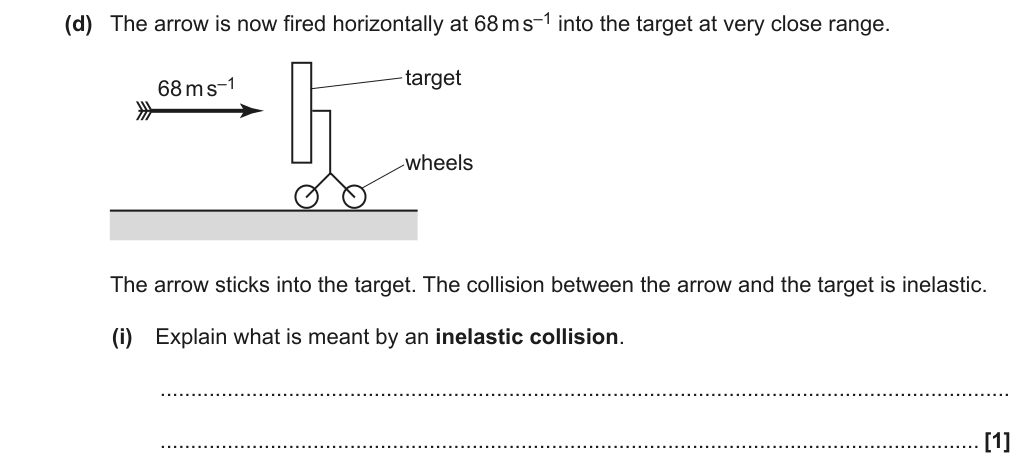 (d) The arrow is now fired horizontally at 68 m s⁻¹ into the target at very close range.
68 m s⁻¹
target
wheels
The arrow sticks into the target. The collision between the arrow and the target is inelastic.
(i) Explain what is meant by an inelastic collision.
..........................................................................................................................................
.................................................................................................................................... [1]